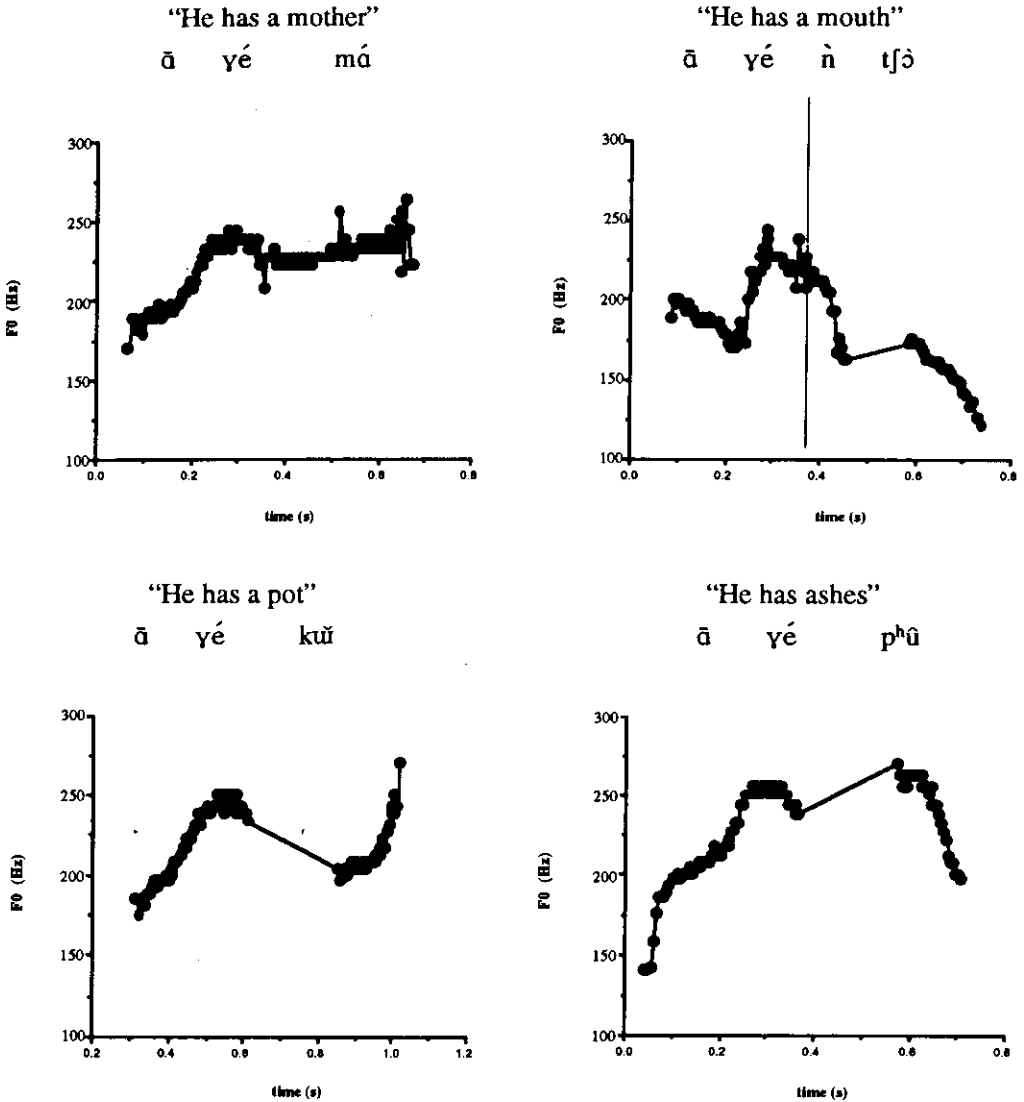 “He has a mother”
ā ɣé má
300
250
200
150
100
F0 (Hz)
0.0 0.2 0.4 0.6 0.8
time (s)
“He has a mouth”
ā ɣé ǹ tʃɔ̀
300
250
200
150
100
F0 (Hz)
0.0 0.2 0.4 0.6 0.8
time (s)
“He has a pot”
ā ɣé kɯ̌
300
250
200
150
100
F0 (Hz)
0.2 0.4 0.6 0.8 1.0 1.2
time (s)
“He has ashes”
ā ɣé pʰû
300
250
200
150
100
F0 (Hz)
0.0 0.2 0.4 0.6 0.8
time (s)